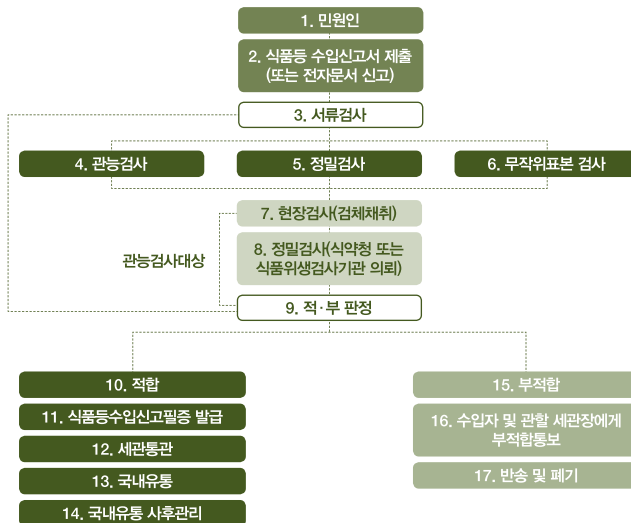 1. 민원인
2. 식품등 수입신고서 제출
(또는 전자문서 신고)
3. 서류검사
4. 관능검사
5. 정밀검사
6. 무작위표본 검사
7. 현장검사(검체채취)
관능검사대상
8. 정밀검사(식약청 또는
식품위생검사기관 의뢰)
9. 적·부 판정
10. 적합
11. 식품등수입신고필증 발급
12. 세관통관
13. 국내유통
14. 국내유통 사후관리
15. 부적합
16. 수입자 및 관할 세관장에게
부적합통보
17. 반송 및 폐기